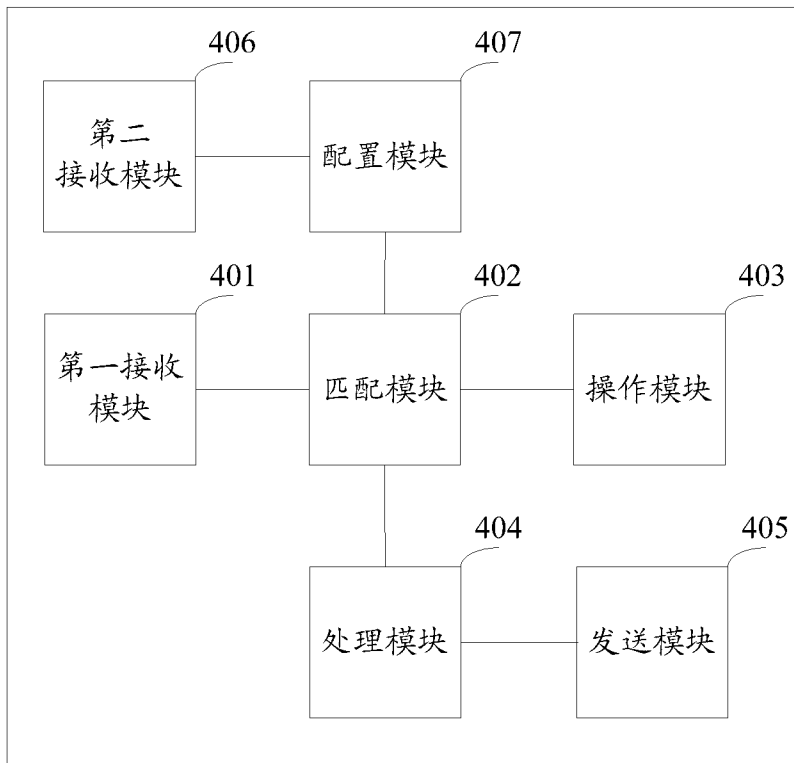 406
407
第二
接收模块
配置模块
401
402
403
第一接收
模块
匹配模块
操作模块
404
405
处理模块
发送模块